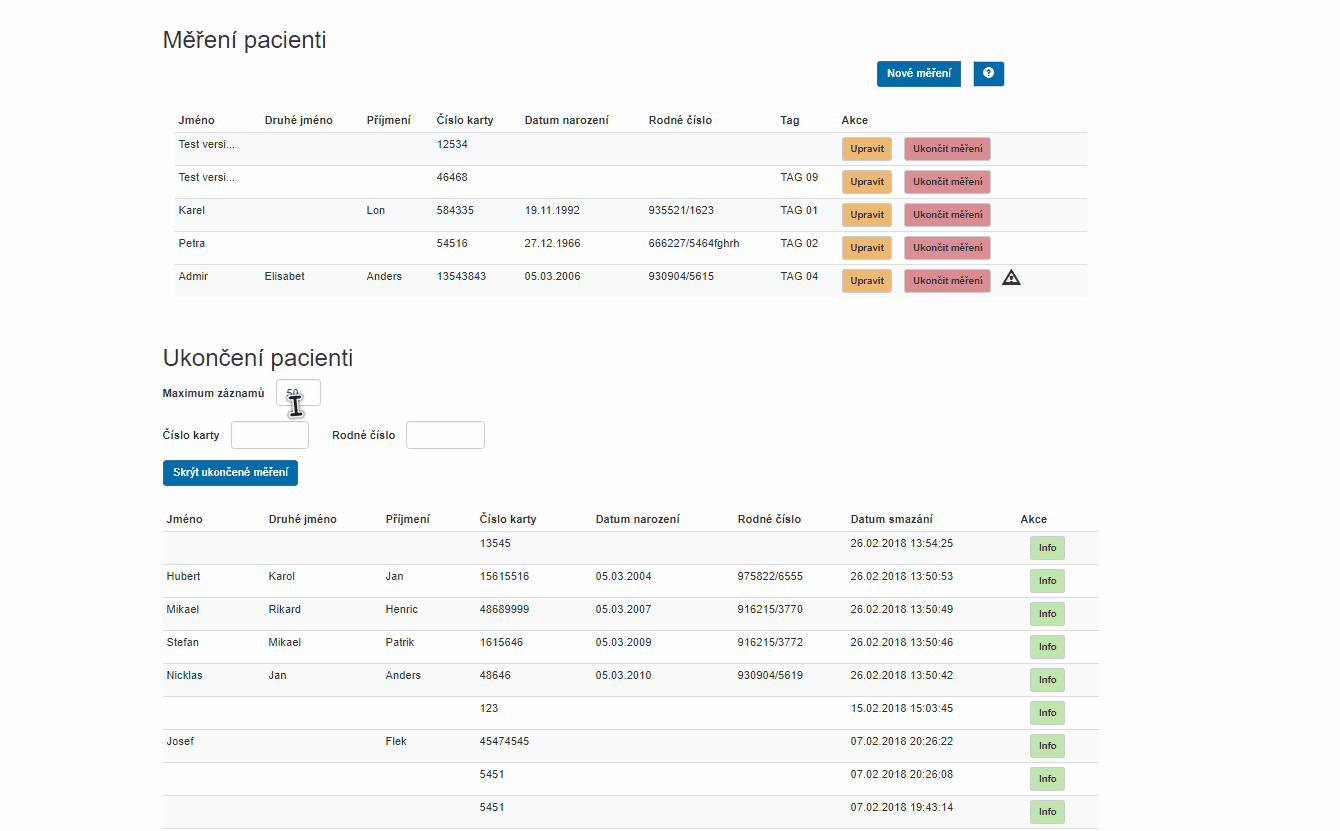 Měření pacienti
Nové měření ?
Jméno Druhé jméno Příjmení Číslo karty Datum narození Rodné číslo Tag Akce
Test versi... 12534 Upravit Ukončit měření
Test versi... 46468 TAG 09 Upravit Ukončit měření
Karel Lon 584335 19.11.1992 935521/1623 TAG 01 Upravit Ukončit měření
Petra 54516 27.12.1966 666227/5464fghrh TAG 02 Upravit Ukončit měření
Admir Elisabet Anders 13543843 05.03.2006 930904/5615 TAG 04 Upravit Ukončit měření
Ukončení pacienti
Maximum záznamů 50
Číslo karty Rodné číslo
Skrýt ukončené měření
Jméno Druhé jméno Příjmení Číslo karty Datum narození Rodné číslo Datum smazání Akce
13545 26.02.2018 13:54:25 Info
Hubert Karol Jan 15615516 05.03.2004 975822/6555 26.02.2018 13:50:53 Info
Mikael Rikard Henric 48689999 05.03.2007 916215/3770 26.02.2018 13:50:49 Info
Stefan Mikael Patrik 1615646 05.03.2009 916215/3772 26.02.2018 13:50:46 Info
Nicklas Jan Anders 48646 05.03.2010 930904/5619 26.02.2018 13:50:42 Info
123 15.02.2018 15:03:45 Info
Josef Flek 45474545 07.02.2018 20:26:22 Info
5451 07.02.2018 20:26:08 Info
5451 07.02.2018 19:43:14 Info